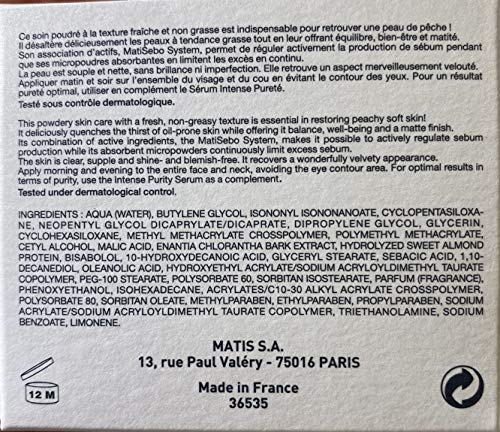 Ce soin poudré à la texture fraîche et non grasse est indispensable pour retrouver une peau de pêche !
Il désaltère délicieusement les peaux à tendance grasse tout en leur offrant équilibre, bien-être et matité.
Son association d'actifs, MatiSebo System, permet de réguler activement la production de sébum pendant
que ses micropoudres absorbantes en limitent les excès en continu.
La peau est souple et nette, sans brillance ni imperfection. Elle retrouve un aspect merveilleusement velouté.
Appliquer matin et soir sur l'ensemble du visage et du cou en évitant le contour des yeux. Pour un résultat
pureté optimal, utiliser en complément le Sérum Intense Pureté.
Testé sous contrôle dermatologique.
This powdery skin care with a fresh, non-greasy texture is essential in restoring peachy soft skin!
It deliciously quenches the thirst of oil-prone skin while offering it balance, well-being and a matte finish.
Its combination of active ingredients, the MatiSebo System, makes it possible to actively regulate sebum
production while its absorbent micropowders continuously limit excess sebum.
The skin is clear, supple and shine- and blemish-free. It recovers a wonderfully velvety appearance.
Apply morning and evening to the entire face and neck, avoiding the eye contour area. For optimal results in
terms of purity, use the Intense Purity Serum as a complement.
Tested under dermatological control.
INGREDIENTS : AQUA (WATER), BUTYLENE GLYCOL, ISONONYL ISONONANOATE, CYCLOPENTASILOXA-
NE, NEOPENTYL GLYCOL DICAPRYLATE/DICAPRATE, DIPROPYLENE GLYCOL, GLYCERIN,
CYCLOHEXASILOXANE, METHYL METHACRYLATE CROSSPOLYMER, POLYMETHYL METHACRYLATE,
CETYL ALCOHOL, MALIC ACID, ENANTIA CHLORANTHA BARK EXTRACT, HYDROLYZED SWEET ALMOND
PROTEIN, BISABOLOL, 10-HYDROXYDECANOIC ACID, GLYCERYL STEARATE, SEBACIC ACID, 1,10-
DECANEDIOL, OLEANOLIC ACID, HYDROXYETHYL ACRYLATE/SODIUM ACRYLOYLDIMETHYL TAURATE
COPOLYMER, PEG-100 STEARATE, POLYSORBATE 60, SORBITAN ISOSTEARATE, PARFUM (FRAGRANCE),
PHENOXYETHANOL, ISOHEXADECANE, ACRYLATES/C10-30 ALKYL ACRYLATE CROSSPOLYMER,
POLYSORBATE 80, SORBITAN OLEATE, METHYLPARABEN, ETHYLPARABEN, PROPYLPARABEN, SODIUM
ACRYLATE/SODIUM ACRYLOYLDIMETHYL TAURATE COPOLYMER, TRIETHANOLAMINE, SODIUM
BENZOATE, LIMONENE.
MATIS S.A.
13, rue Paul Valéry - 75016 PARIS
Made in France
36535
12 M